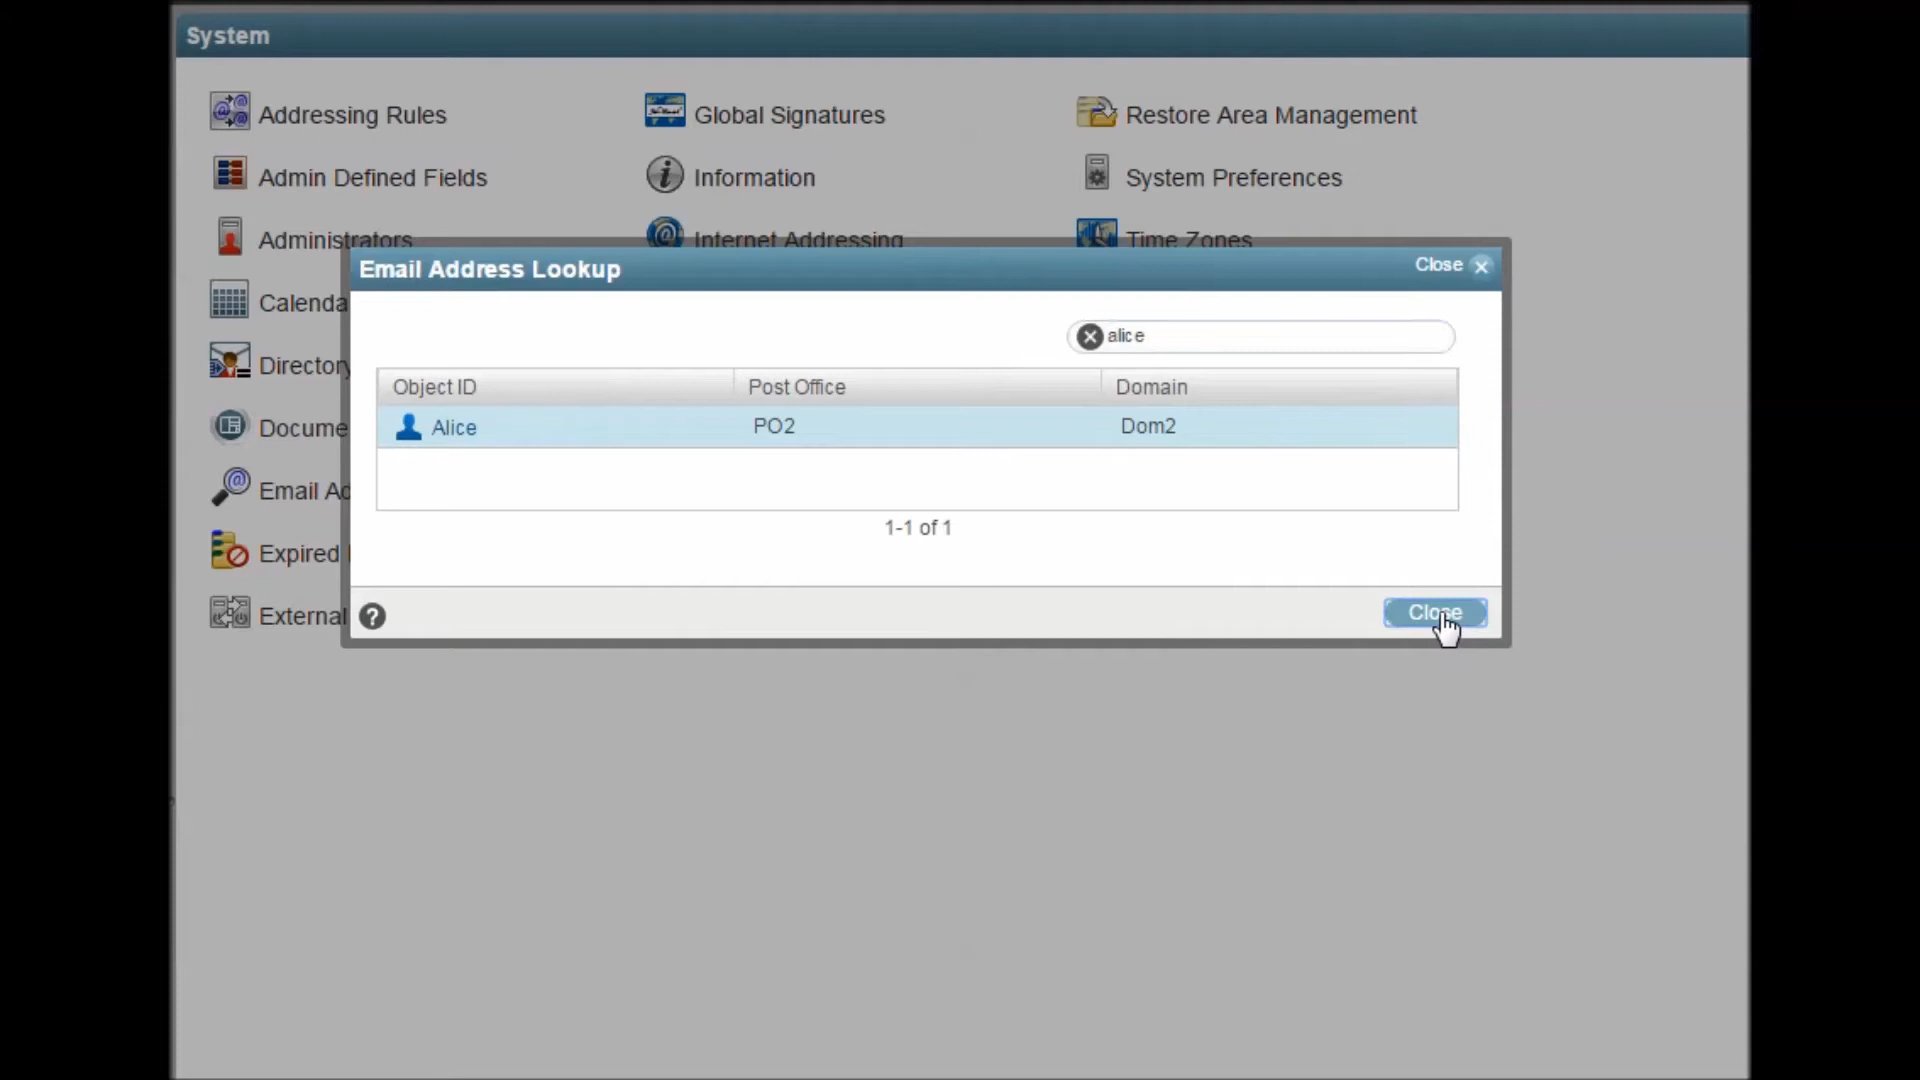 System
Addressing Rules
Global Signatures
Restore Area Management
Admin Defined Fields
Information
System Preferences
Administrators
Internet Addressing
Time Zones
Email Address Lookup
Close
Calenda
alice
Directory
Object ID
Post Office
Domain
Docume
Alice
PO2
Dom2
Email Ad
1-1 of 1
Expired
External
?
Close